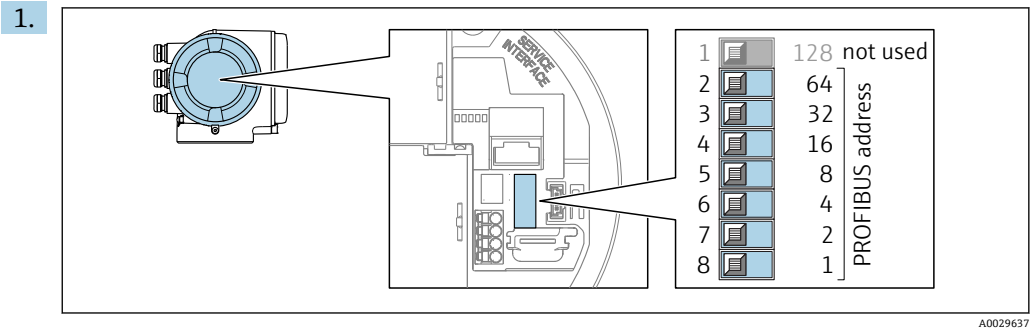 1.
SERVICE
INTERFACE
1 128 not used
2 64
3 32
4 16
5 8
6 4
7 2
8 1
PROFIBUS address
A0029637